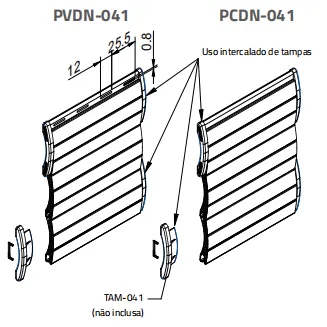 PVDN-041
PCDN-041
12
25.5
0.8
Uso intercalado de tampas
TAM-041
(não inclusa)